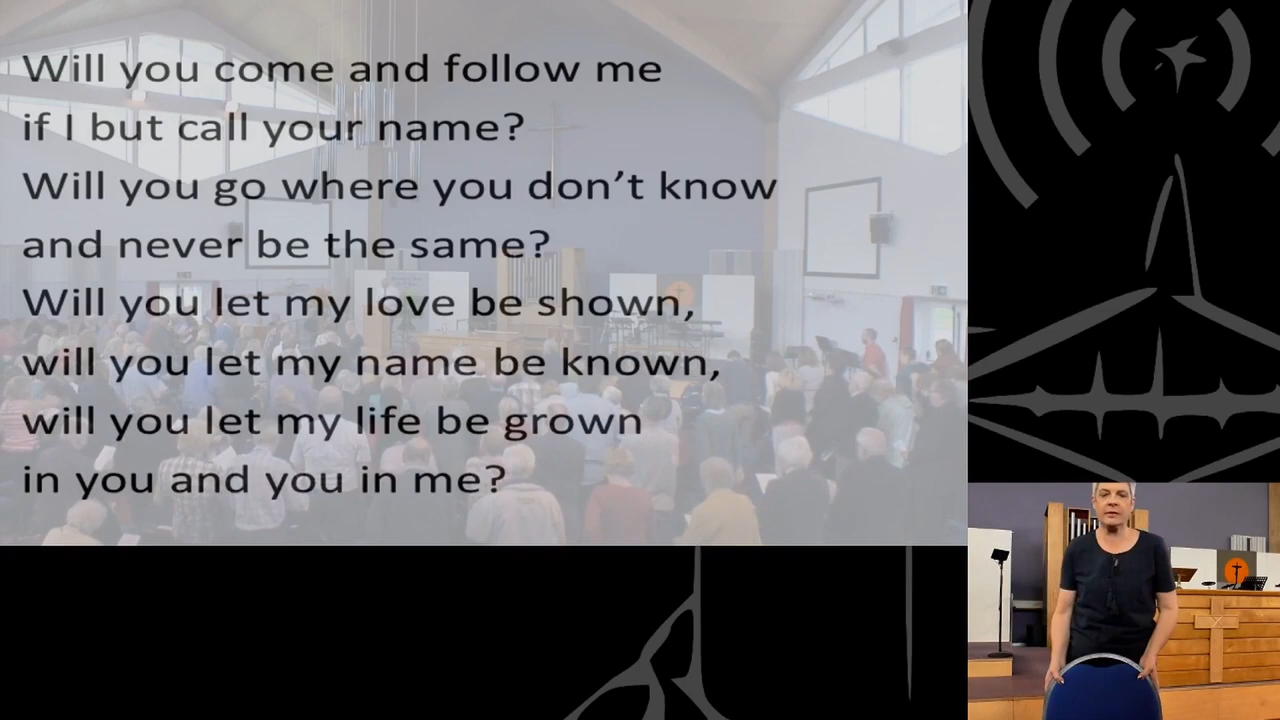 Will you come and follow me
if I but call your name?
Will you go where you don’t know
and never be the same?
Will you let my love be shown,
will you let my name be known,
will you let my life be grown
in you and you in me?